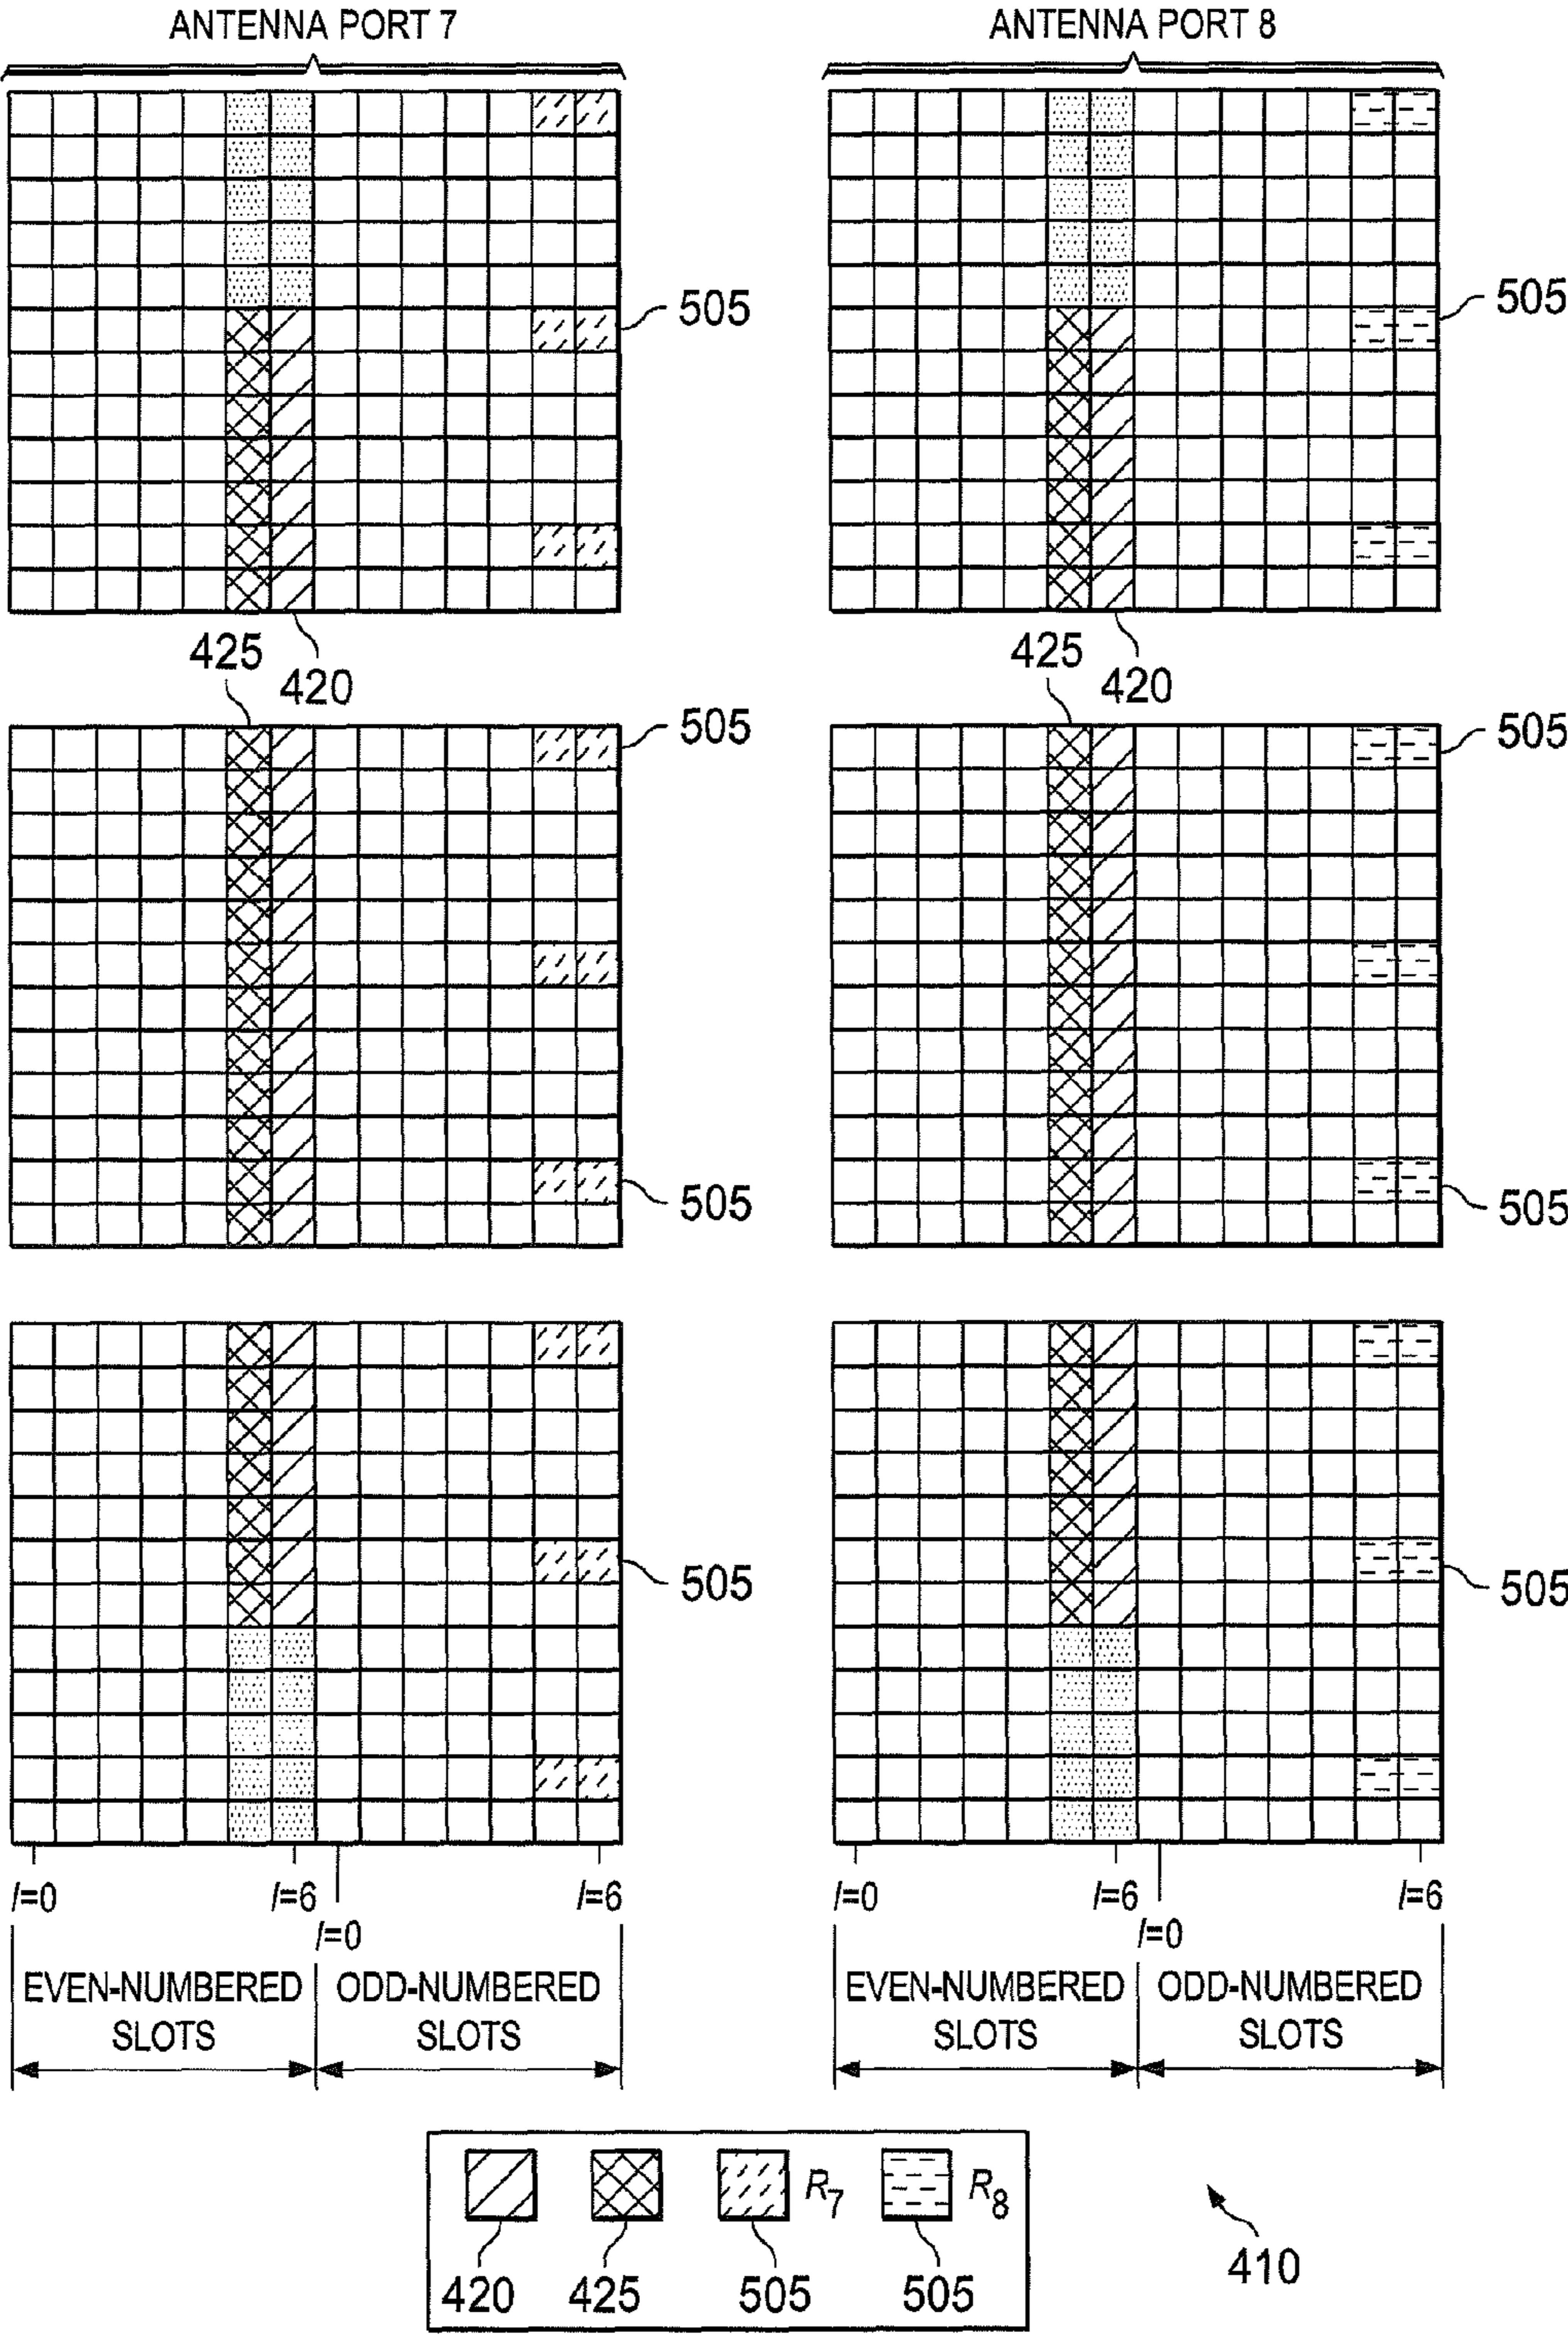 ANTENNA PORT 7
ANTENNA PORT 8
505
505
425
420
425
420
505
505
505
505
505
505
l=0
l=6
l=0
l=6
l=0
l=6
l=0
l=6
EVEN-NUMBERED SLOTS
ODD-NUMBERED SLOTS
EVEN-NUMBERED SLOTS
ODD-NUMBERED SLOTS
R7
R8
420
425
505
505
410